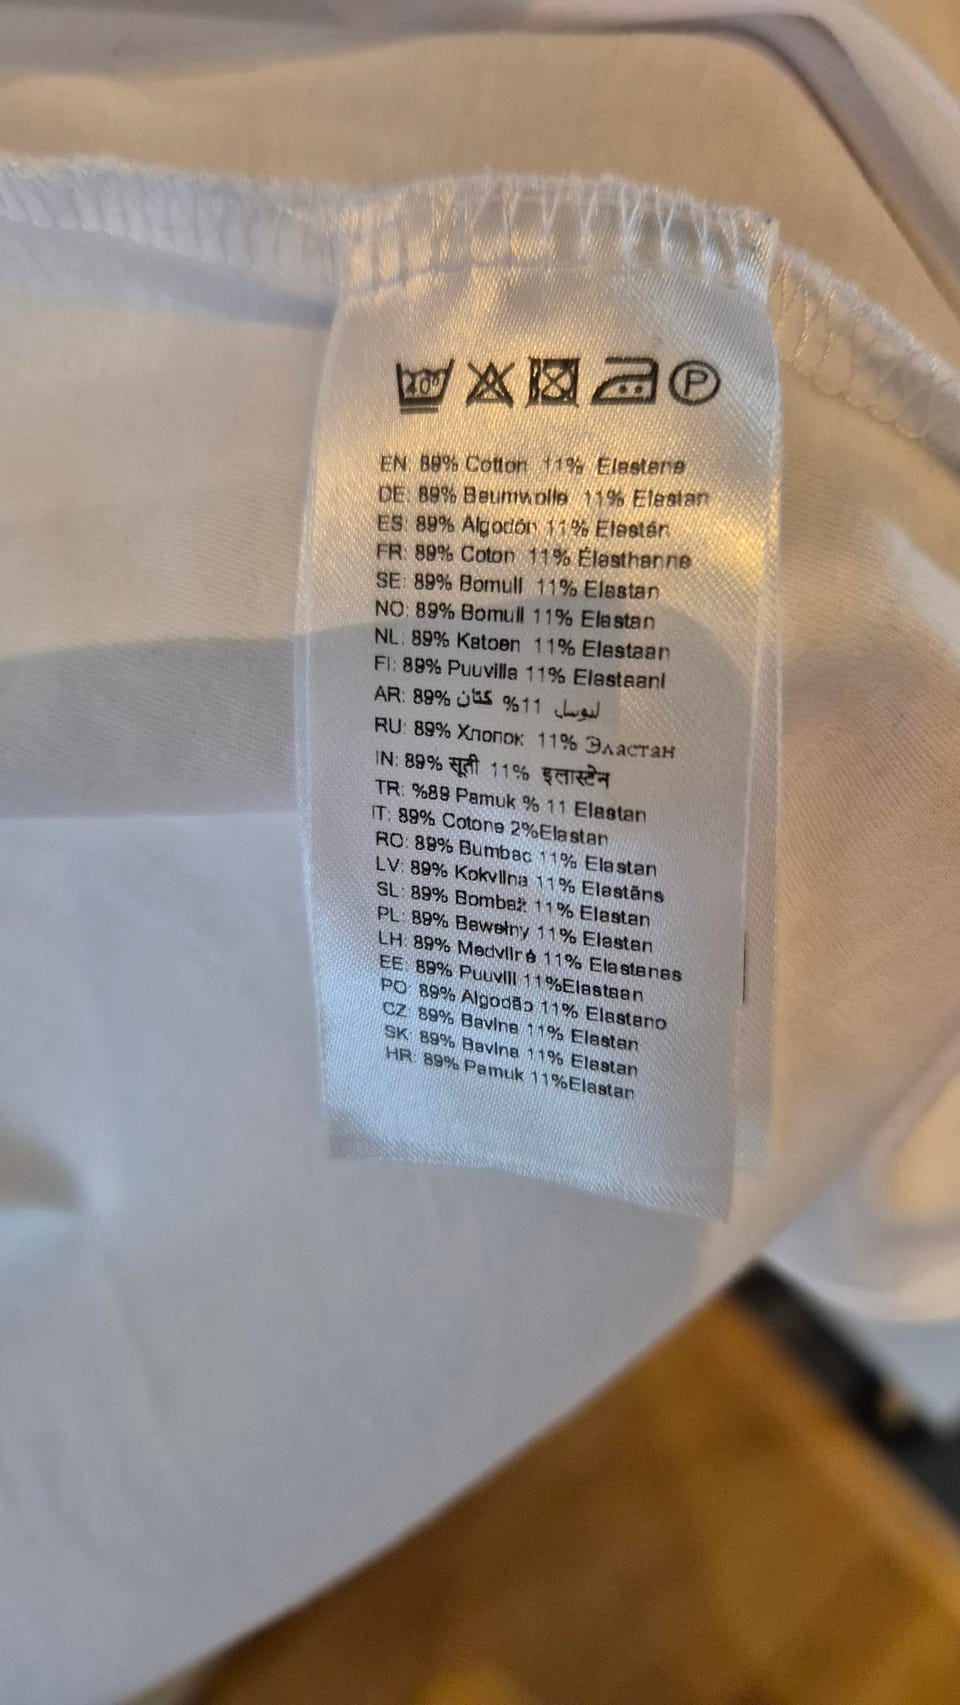 40°
P
EN: 89% Cotton 11% Elastene
DE: 89% Baumwolle 11% Elastan
ES: 89% Algodón 11% Elastán
FR: 89% Coton 11% Élasthanne
SE: 89% Bomull 11% Elastan
NO: 89% Bomull 11% Elastan
NL: 89% Katoen 11% Elastaan
FI: 89% Puuvilla 11% Elastaani
AR: 89% كتان %11
RU: 89% Хлопок 11% Эластан
IN: 89% सूती 11% इलास्टेन
TR: %89 Pamuk % 11 Elastan
IT: 89% Cotone 2%Elastan
RO: 89% Bumbac 11% Elastan
LV: 89% Kokvilna 11% Elastāns
SL: 89% Bombaž 11% Elastan
PL: 89% Bawełny 11% Elastan
LH: 89% Medvilnė 11% Elastanas
EE: 89% Puuvill 11%Elastaan
PO: 89% Algodão 11% Elastano
CZ: 89% Bavlna 11% Elastan
SK: 89% Bavlna 11% Elastan
HR: 89% Pamuk 11%Elastan